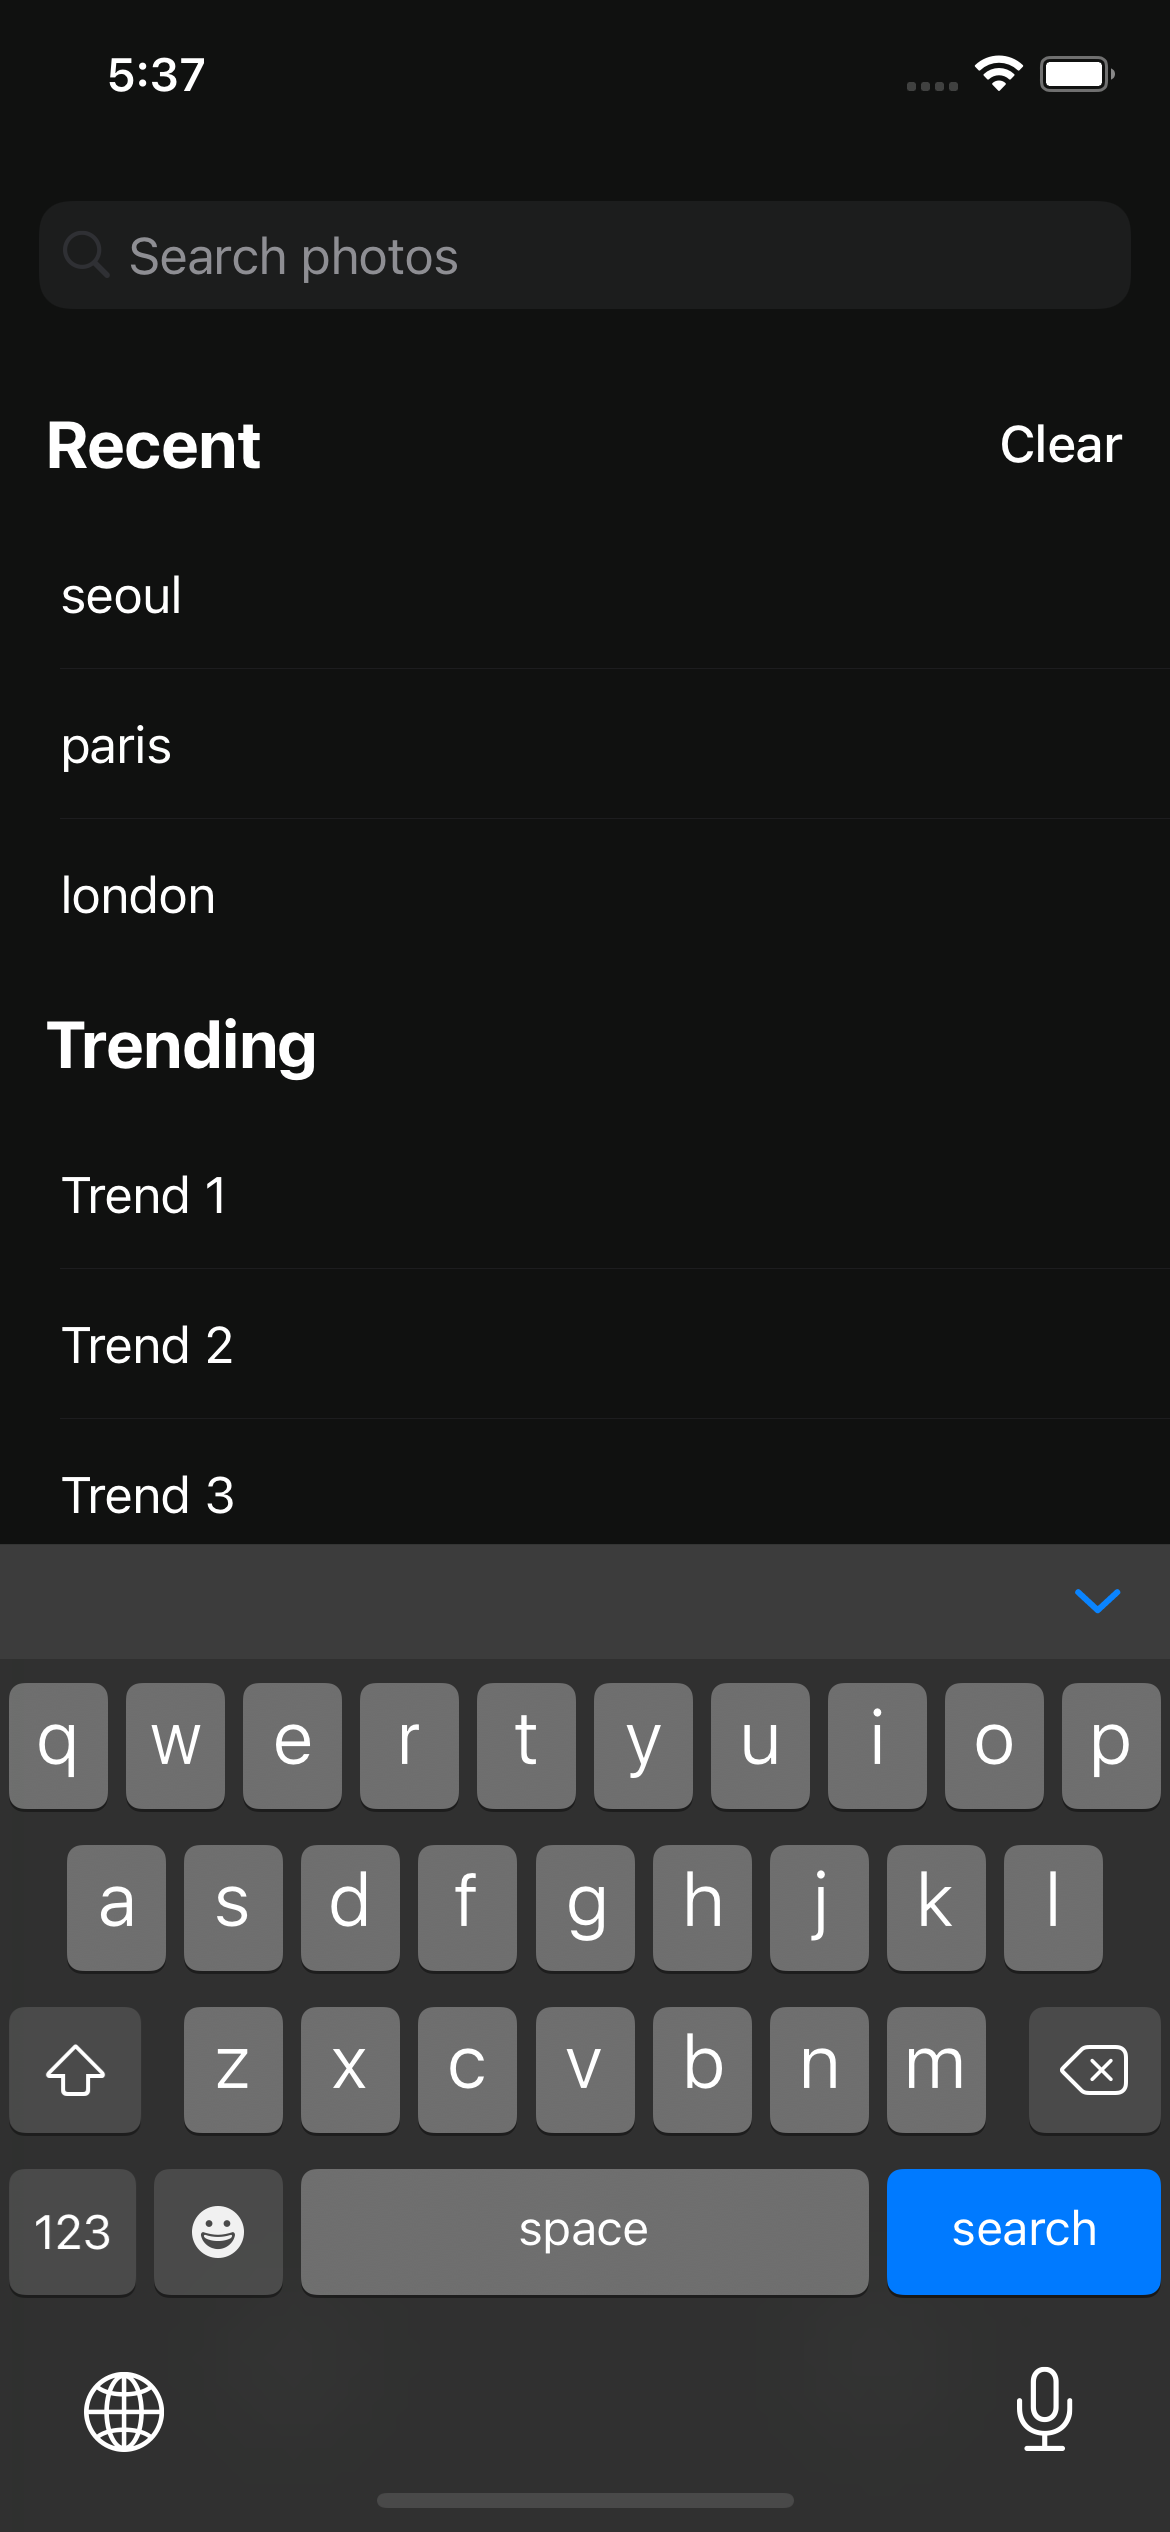 5:37
Search photos
Recent
Clear
seoul
paris
london
Trending
Trend 1
Trend 2
Trend 3
q w e r t y u i o p
a s d f g h j k l
z x c v b n m
123 space search